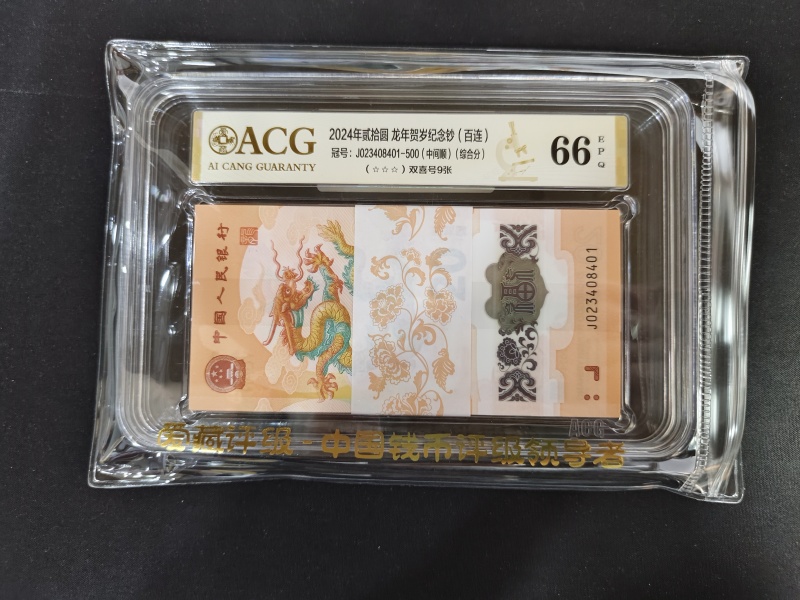 ACG
AI CANG GUARANTY
2024年贰拾圆 龙年贺岁纪念钞（百连）
冠号：J023408401-500（中间顺）（综合分）
（☆☆☆）双喜号9张
66
EPQ
中国人民银行
福
J023408401
ACG
爱藏评级·中国钱币评级领导者